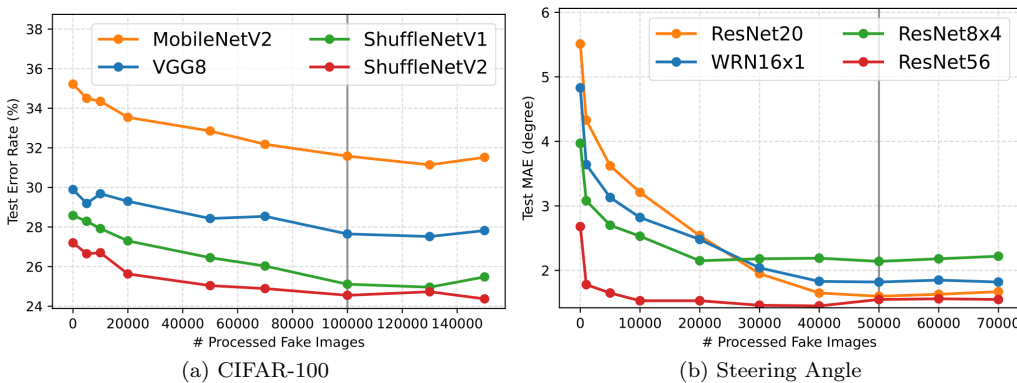 38
36
34
32
30
28
26
24
Test Error Rate (%)
MobileNetV2
VGG8
ShuffleNetV1
ShuffleNetV2
0 20000 40000 60000 80000 100000 120000 140000
# Processed Fake Images
(a) CIFAR-100
6
5
4
3
2
Test MAE (degree)
ResNet20
WRN16x1
ResNet8x4
ResNet56
0 10000 20000 30000 40000 50000 60000 70000
# Processed Fake Images
(b) Steering Angle